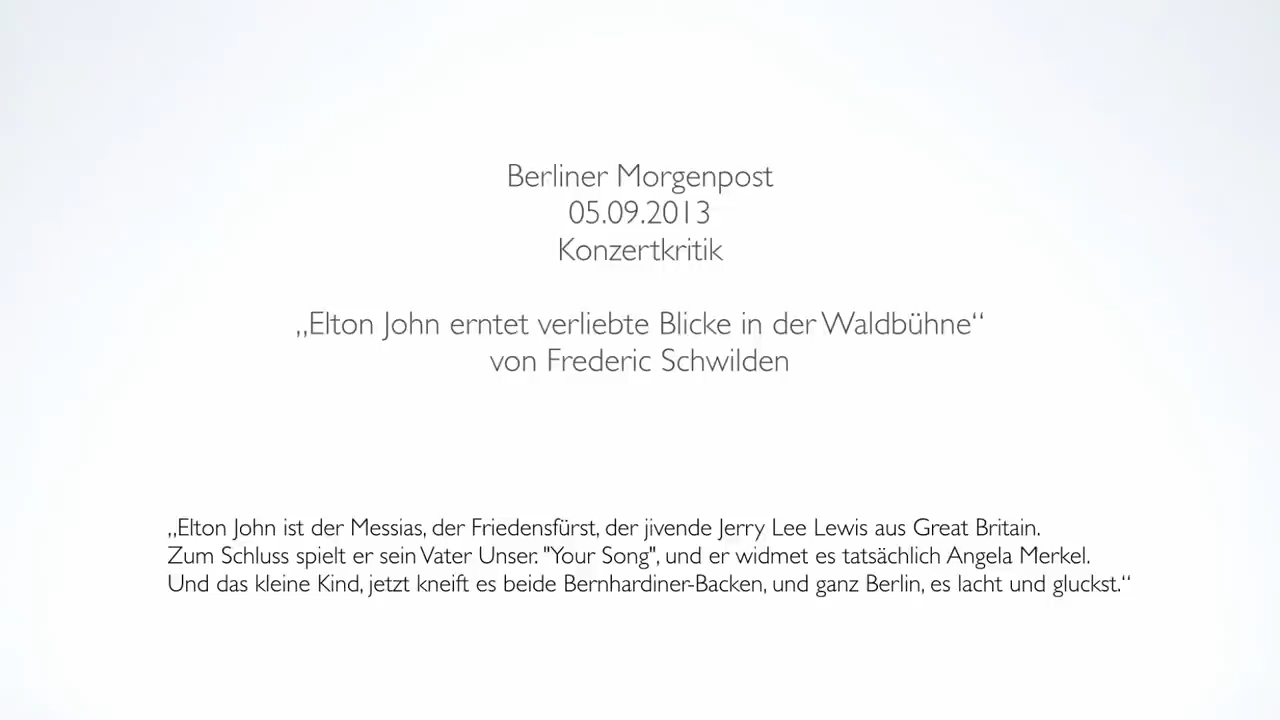 Berliner Morgenpost
05.09.2013
Konzertkritik
„Elton John erntet verliebte Blicke in der Waldbühne“
von Frederic Schwilden
„Elton John ist der Messias, der Friedensfürst, der jivende Jerry Lee Lewis aus Great Britain.
Zum Schluss spielt er sein Vater Unser. "Your Song", und er widmet es tatsächlich Angela Merkel.
Und das kleine Kind, jetzt kneift es beide Bernhardiner-Backen, und ganz Berlin, es lacht und gluckst.“